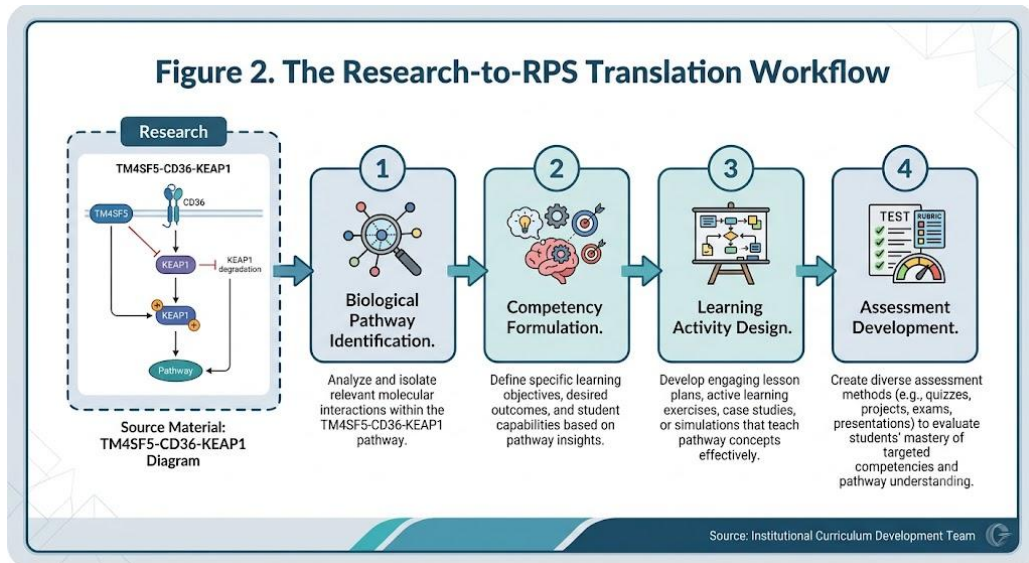 Figure 2. The Research-to-RPS Translation Workflow
Research
TM4SF5-CD36-KEAP1
CD36
TM4SF5
KEAP1
KEAP1
degradation
+
KEAP1
+
Pathway
Source Material:
TM4SF5-CD36-KEAP1
Diagram
1
Biological
Pathway
Identification.
Analyze and isolate
relevant molecular
interactions within the
TM4SF5-CD36-KEAP1
pathway.
2
Competency
Formulation.
Define specific learning
objectives, desired
outcomes, and student
capabilities based on
pathway insights.
3
Learning
Activity Design.
Develop engaging lesson
plans, active learning
exercises, case studies,
or simulations that teach
pathway concepts
effectively.
4
TEST
RUBRIC
Assessment
Development.
Create diverse assessment
methods (e.g., quizzes,
projects, exams,
presentations) to evaluate
students' mastery of
targeted
competencies and
pathway understanding.
Source: Institutional Curriculum Development Team